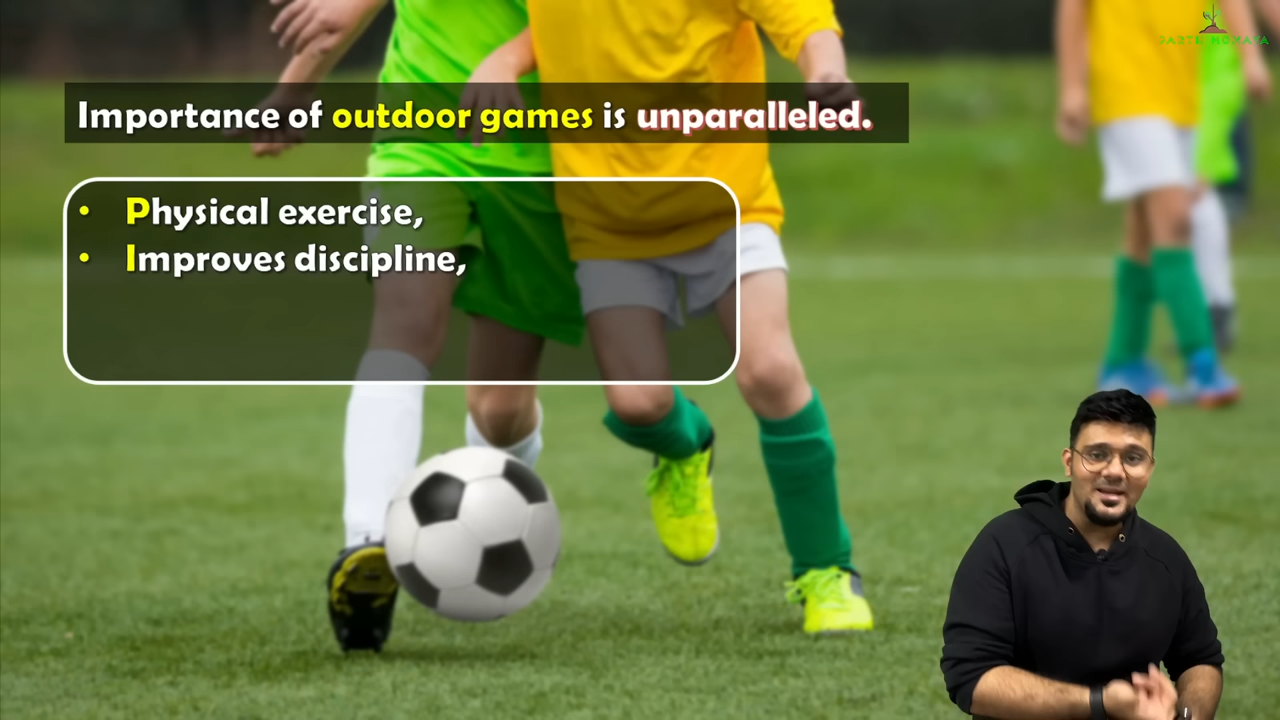 Importance of outdoor games is unparalleled.
• Physical exercise,
• Improves discipline,